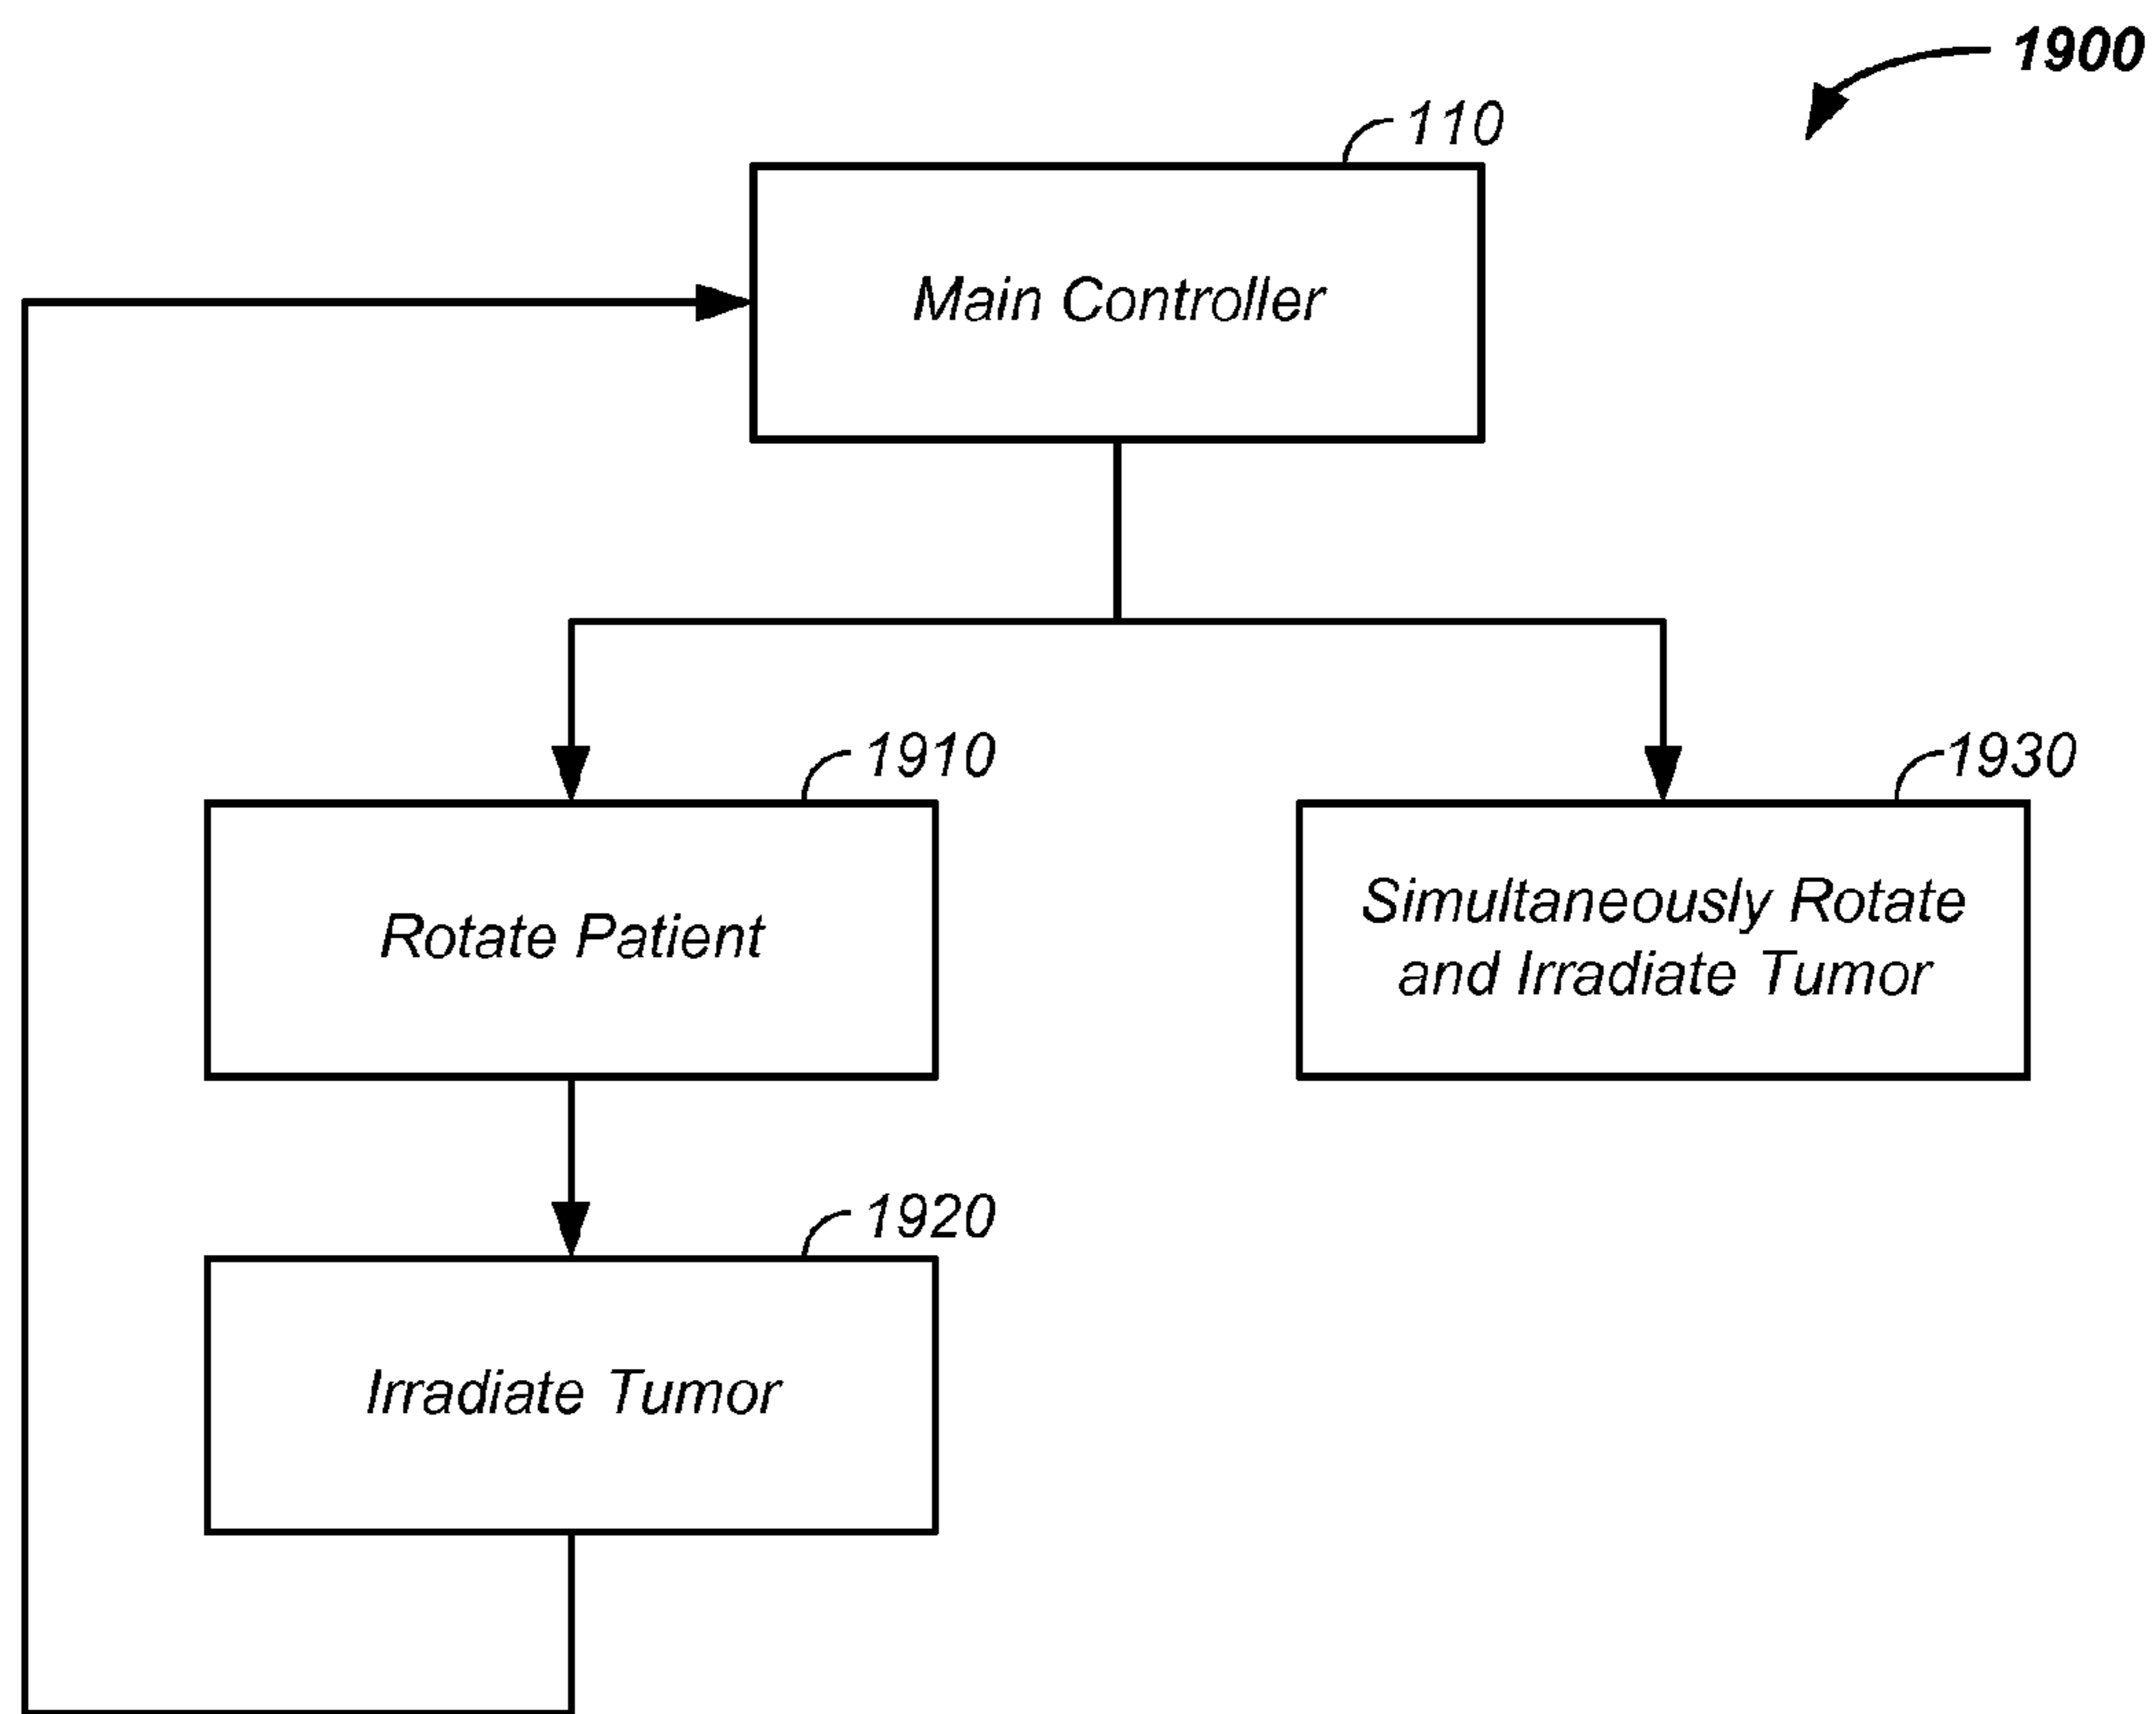 1900
110
Main Controller
1910
1930
Rotate Patient
Simultaneously Rotate
and Irradiate Tumor
1920
Irradiate Tumor